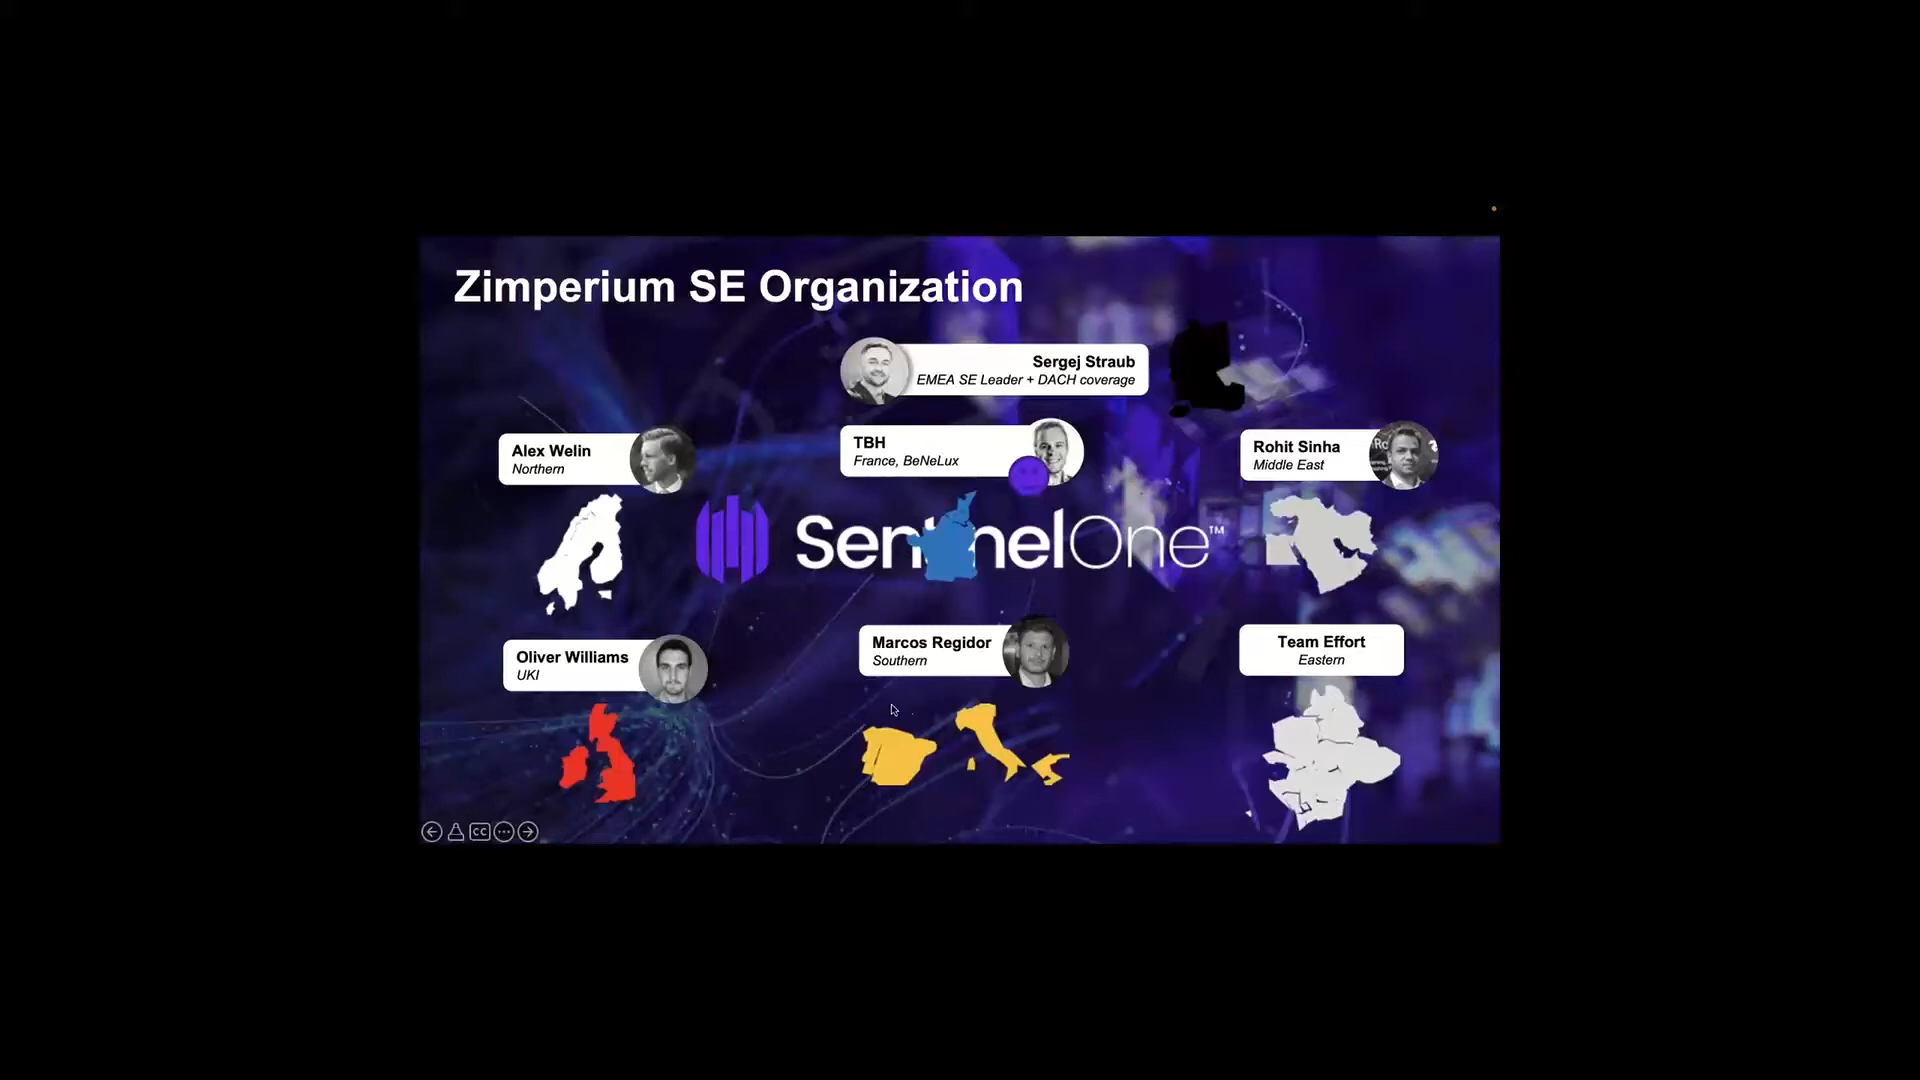 Zimperium SE Organization
Sergej Straub
EMEA SE Leader + DACH coverage
Alex Welin
Northern
TBH
France, BeNeLux
Rohit Sinha
Middle East
SentinelOne™
Oliver Williams
UKI
Marcos Regidor
Southern
Team Effort
Eastern
CC